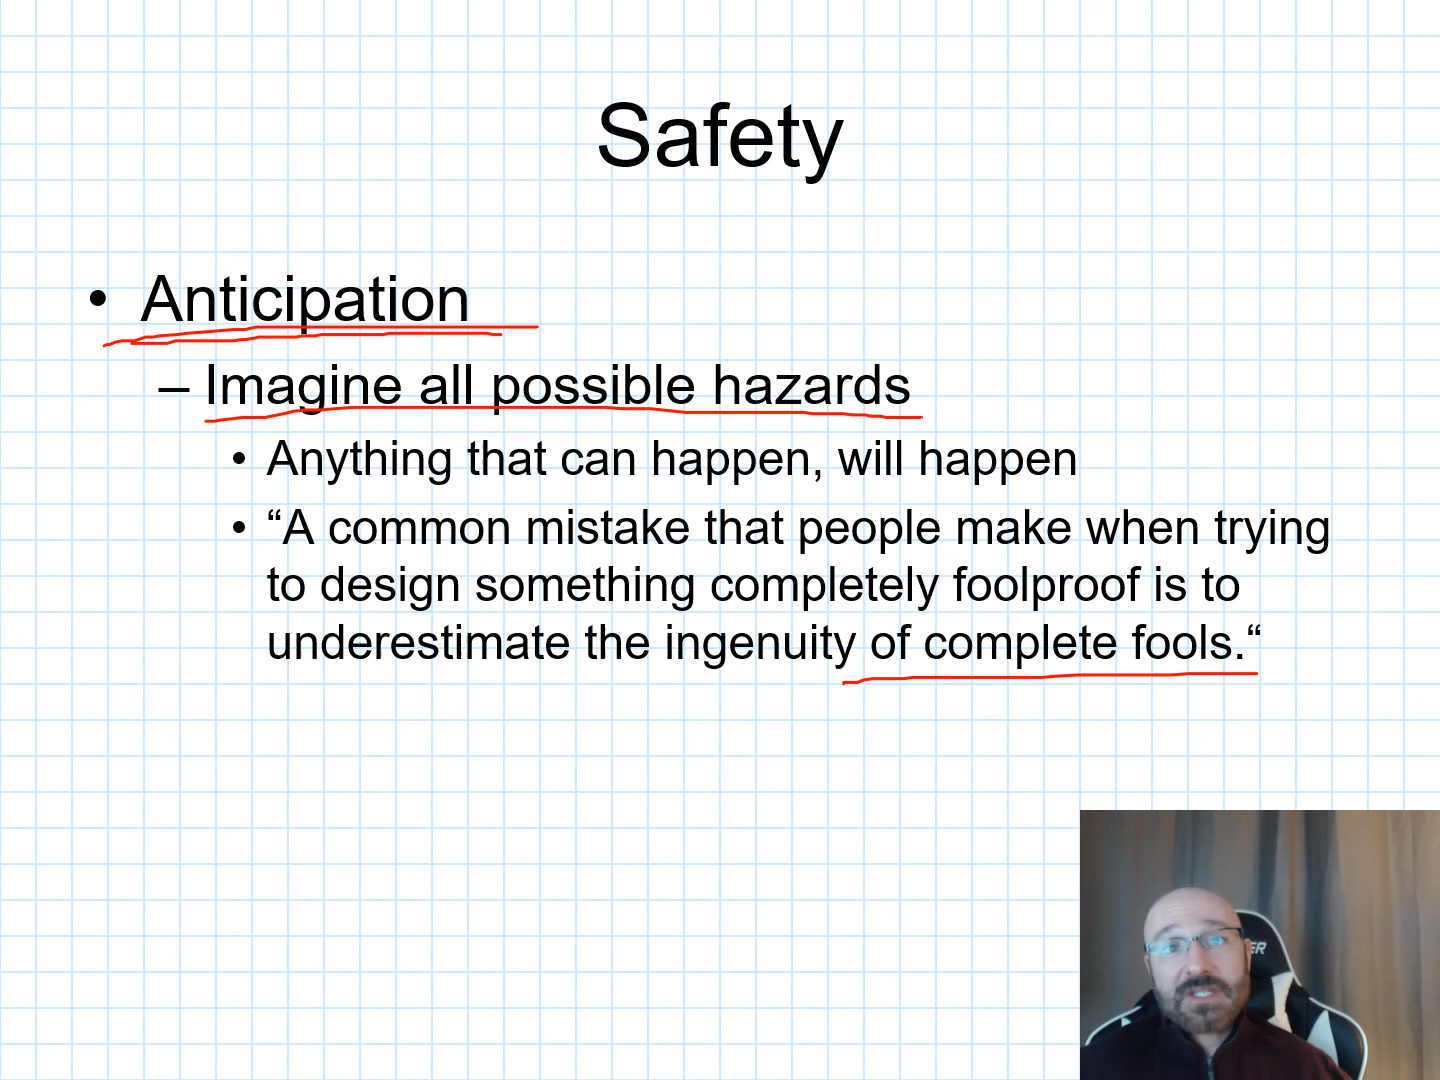 Safety
• Anticipation
– Imagine all possible hazards
• Anything that can happen, will happen
• “A common mistake that people make when trying
to design something completely foolproof is to
underestimate the ingenuity of complete fools.“
ER